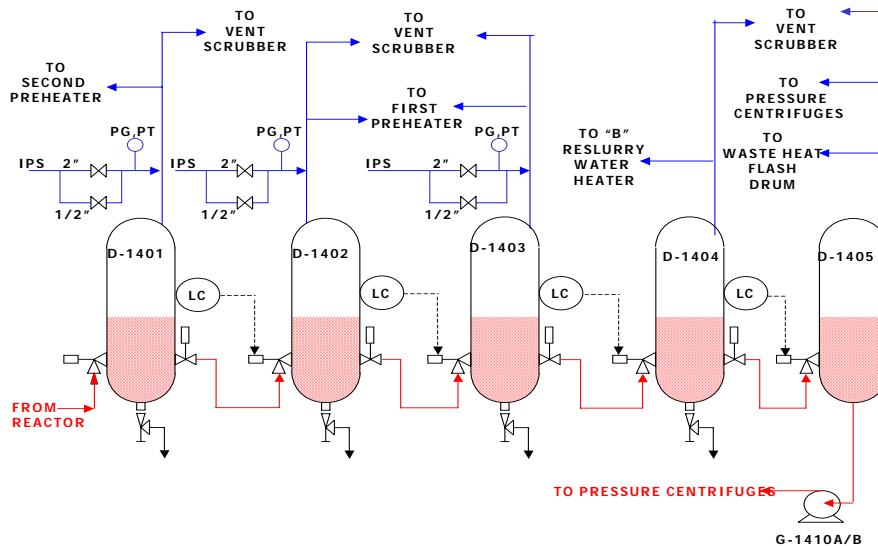 TO
VENT
SCRUBBER
TO
VENT
SCRUBBER
TO
VENT
SCRUBBER
TO
SECOND
PREHEATER
TO
FIRST
PREHEATER
TO
PRESSURE
CENTRIFUGES
PG,PT
PG,PT
PG,PT
TO "B"
RESLURRY
WATER
HEATER
TO
WASTE HEAT
FLASH
DRUM
IPS 2"
1/2"
IPS 2"
1/2"
IPS 2"
1/2"
D-1401
D-1402
D-1403
D-1404
D-1405
LC
LC
LC
LC
FROM
REACTOR
TO PRESSURE CENTRIFUGES
G-1410A/B